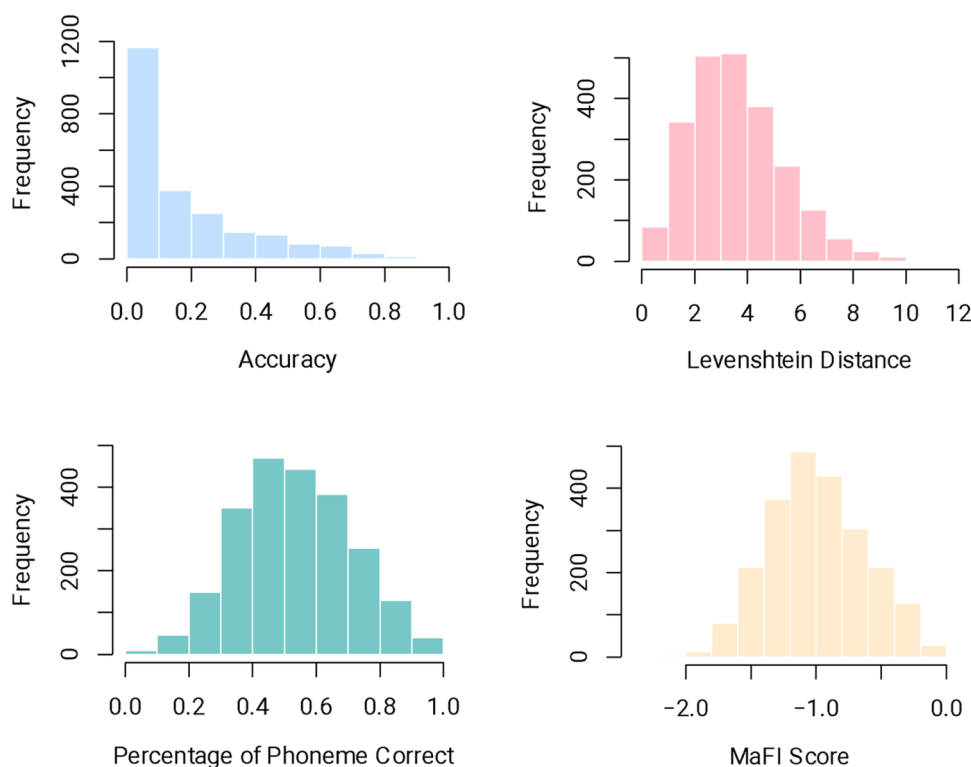 Frequency
0 400 800 1200
0.0 0.2 0.4 0.6 0.8 1.0
Accuracy
Frequency
0 200 400
0 2 4 6 8 10 12
Levenshtein Distance
Frequency
0 200 400
0.0 0.2 0.4 0.6 0.8 1.0
Percentage of Phoneme Correct
Frequency
0 200 400
−2.0 −1.0 0.0
MaFI Score